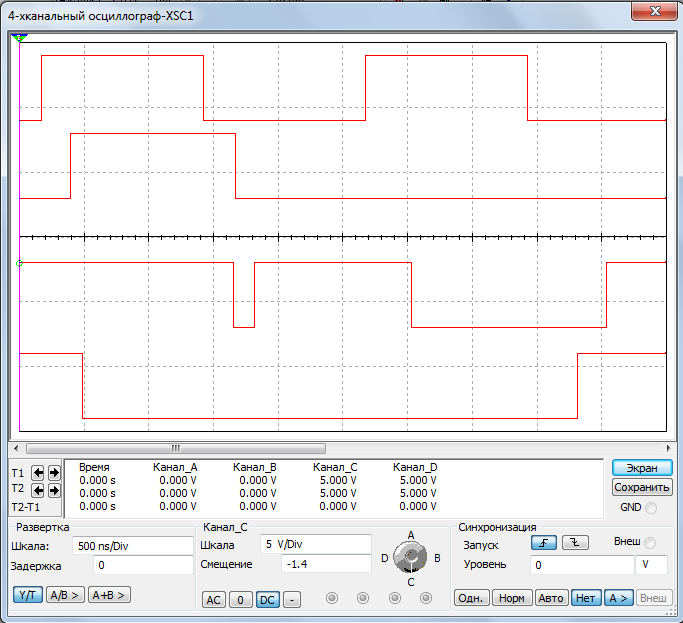 4-хканальный осциллограф-XSC1
Время Канал_A Канал_B Канал_C Канал_D
T1 0.000 s 0.000 V 0.000 V 5.000 V 5.000 V
T2 0.000 s 0.000 V 0.000 V 5.000 V 5.000 V
T2-T1 0.000 s 0.000 V 0.000 V 0.000 V 0.000 V
Экран
Сохранить
GND
Развертка
Шкала: 500 ns/Div
Задержка 0
Y/T A/B > A+B >
Канал_C
Шкала 5 V/Div
Смещение -1.4
AC 0 DC -
A
D B
C
Синхронизация
Запуск Внеш
Уровень 0 V
Одн. Норм Авто Нет A > Внеш